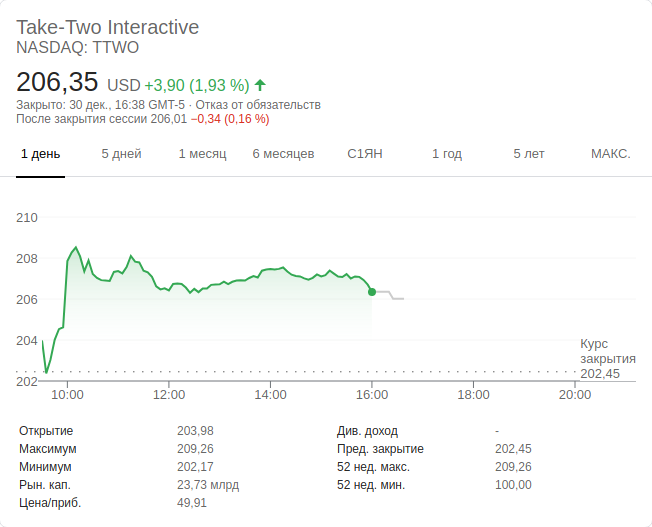 Take-Two Interactive
NASDAQ: TTWO
206,35 USD +3,90 (1,93 %)
Закрыто: 30 дек., 16:38 GMT-5 · Отказ от обязательств
После закрытия сессии 206,01 −0,34 (0,16 %)
1 день 5 дней 1 месяц 6 месяцев С1ЯН 1 год 5 лет МАКС.
210
208
206
204
Курс
закрытия
202,45
202
10:00 12:00 14:00 16:00 18:00 20:00
Открытие 203,98 Див. доход -
Максимум 209,26 Пред. закрытие 202,45
Минимум 202,17 52 нед. макс. 209,26
Рын. кап. 23,73 млрд 52 нед. мин. 100,00
Цена/приб. 49,91